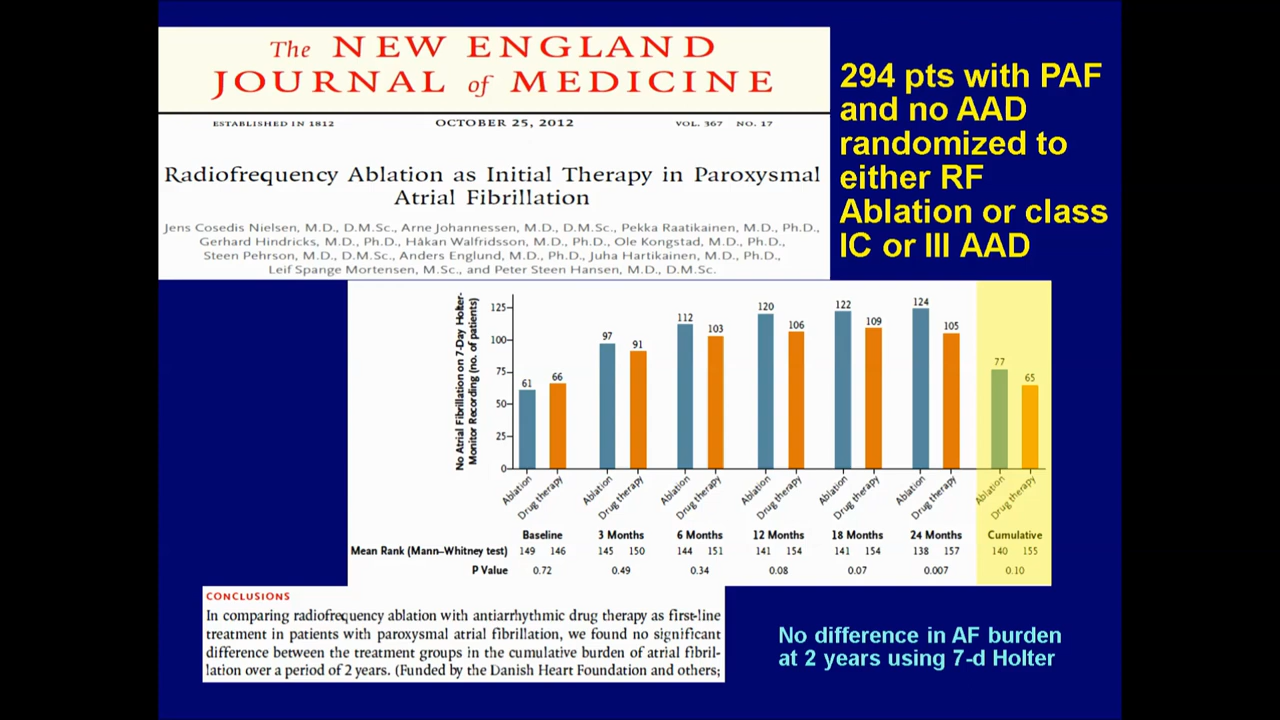 The NEW ENGLAND
JOURNAL of MEDICINE
ESTABLISHED IN 1812 OCTOBER 25, 2012 VOL. 367 NO. 17
Radiofrequency Ablation as Initial Therapy in Paroxysmal
Atrial Fibrillation
Jens Cosedis Nielsen, M.D., D.M.Sc., Arne Johannessen, M.D., D.M.Sc., Pekka Raatikainen, M.D., Ph.D.,
Gerhard Hindricks, M.D., Ph.D., Håkan Walfridsson, M.D., Ph.D., Ole Kongstad, M.D., Ph.D.,
Steen Pehrson, M.D., D.M.Sc., Anders Englund, M.D., Ph.D., Juha Hartikainen, M.D., Ph.D.,
Leif Spange Mortensen, M.Sc., and Peter Steen Hansen, M.D., D.M.Sc.
294 pts with PAF
and no AAD
randomized to
either RF
Ablation or class
IC or III AAD
No Atrial Fibrillation on 7-Day Holter-
Monitor Recording (no. of patients)
125
100
75
50
25
0
61 66 97 91 112 103 120 106 122 109 124 105 77 65
Ablation Drug therapy Ablation Drug therapy Ablation Drug therapy Ablation Drug therapy Ablation Drug therapy Ablation Drug therapy Ablation Drug therapy
Baseline 3 Months 6 Months 12 Months 18 Months 24 Months Cumulative
Mean Rank (Mann–Whitney test) 149 146 145 150 144 151 141 154 141 154 138 157 140 155
P Value 0.72 0.49 0.34 0.08 0.07 0.007 0.10
CONCLUSIONS
In comparing radiofrequency ablation with antiarrhythmic drug therapy as first-line
treatment in patients with paroxysmal atrial fibrillation, we found no significant
difference between the treatment groups in the cumulative burden of atrial fibril-
lation over a period of 2 years. (Funded by the Danish Heart Foundation and others;
No difference in AF burden
at 2 years using 7-d Holter